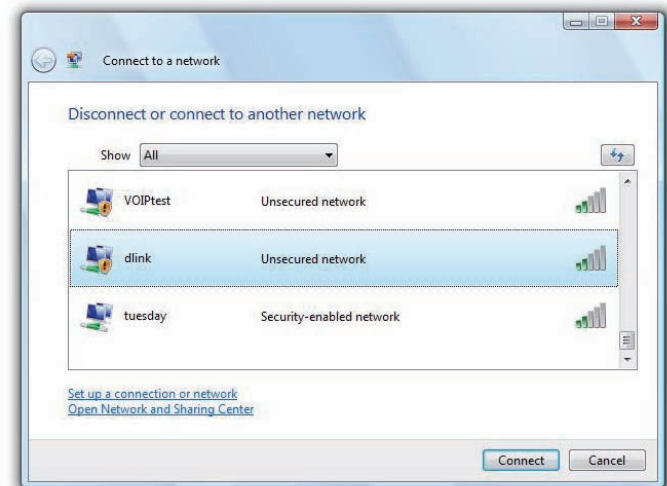 Connect to a network
Disconnect or connect to another network
Show All
VOIPtest Unsecured network
dlink Unsecured network
tuesday Security-enabled network
Set up a connection or network
Open Network and Sharing Center
Connect Cancel